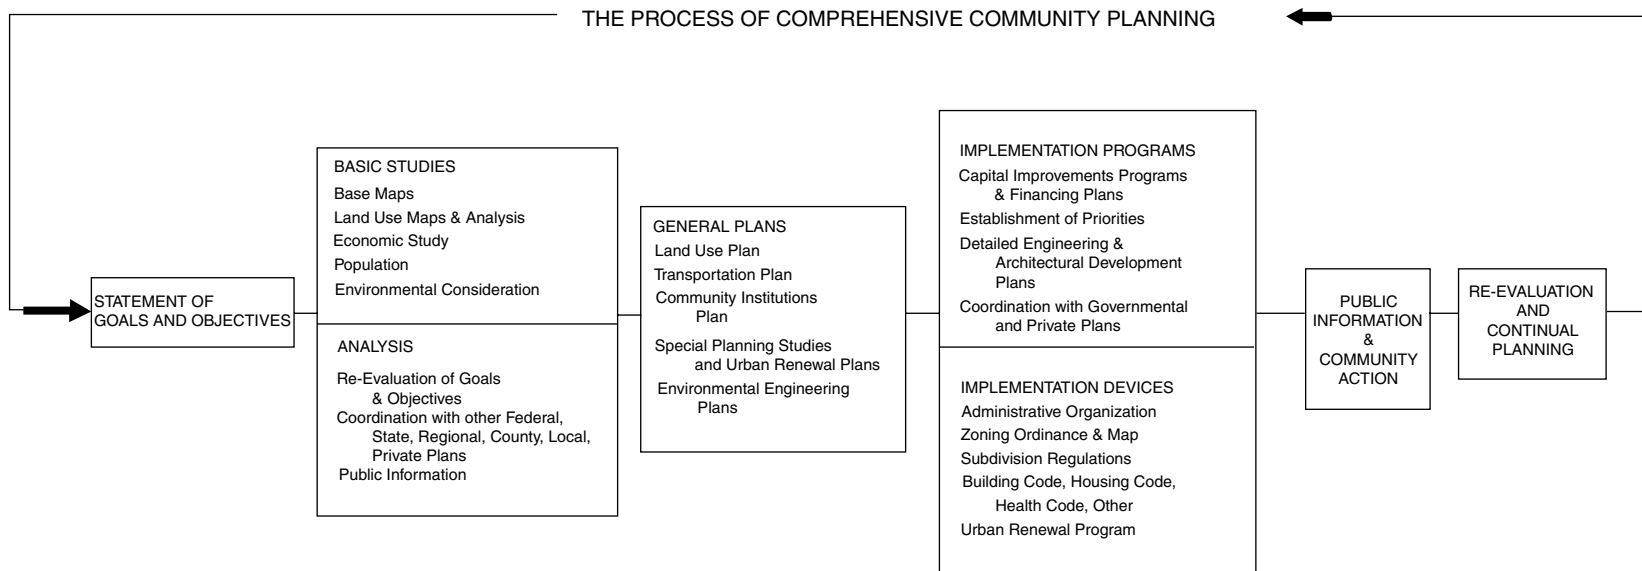 THE PROCESS OF COMPREHENSIVE COMMUNITY PLANNING
STATEMENT OF
GOALS AND OBJECTIVES
BASIC STUDIES
Base Maps
Land Use Maps & Analysis
Economic Study
Population
Environmental Consideration
ANALYSIS
Re-Evaluation of Goals
& Objectives
Coordination with other Federal,
State, Regional, County, Local,
Private Plans
Public Information
GENERAL PLANS
Land Use Plan
Transportation Plan
Community Institutions
Plan
Special Planning Studies
and Urban Renewal Plans
Environmental Engineering
Plans
IMPLEMENTATION PROGRAMS
Capital Improvements Programs
& Financing Plans
Establishment of Priorities
Detailed Engineering &
Architectural Development
Plans
Coordination with Governmental
and Private Plans
IMPLEMENTATION DEVICES
Administrative Organization
Zoning Ordinance & Map
Subdivision Regulations
Building Code, Housing Code,
Health Code, Other
Urban Renewal Program
PUBLIC
INFORMATION
&
COMMUNITY
ACTION
RE-EVALUATION
AND
CONTINUAL
PLANNING